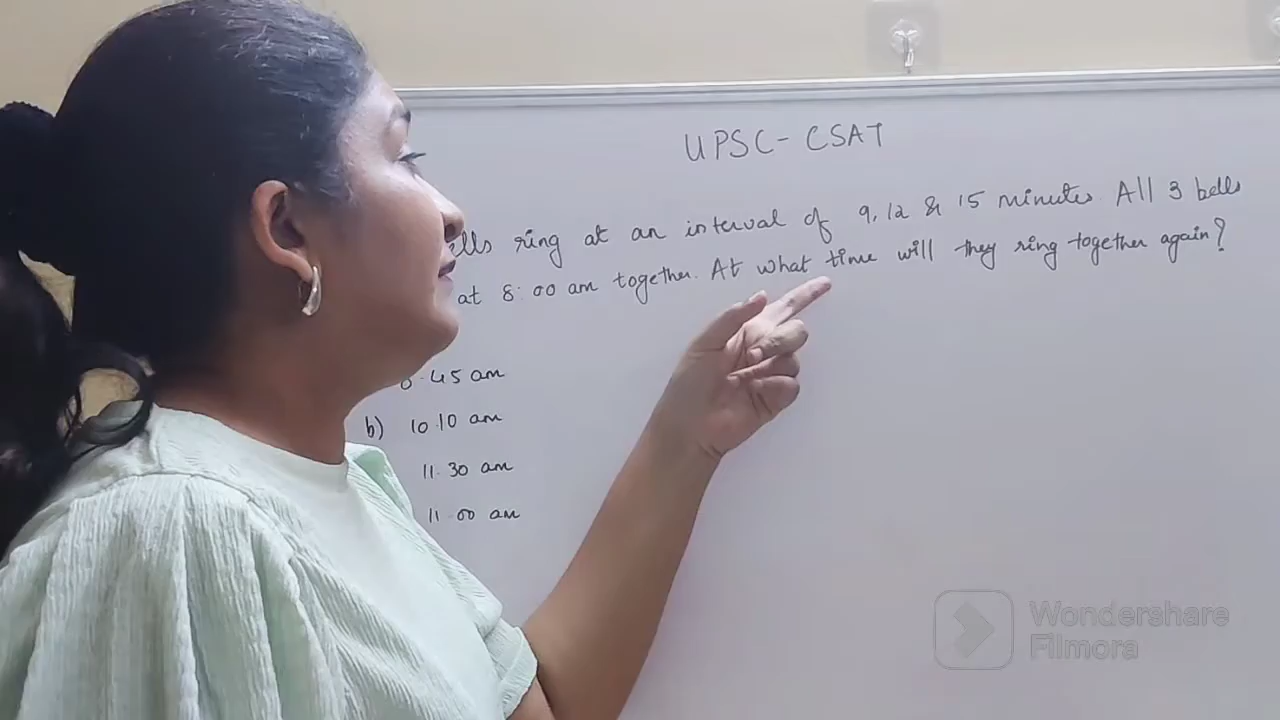 UPSC-CSAT
ring at an interval of 9, 12 & 15 minutes. All 3 bells
at 8:00 am together. At what time will they ring together again?
45 am
b) 10.10 am
11.30 am
11.00 am
Wondershare
Filmora